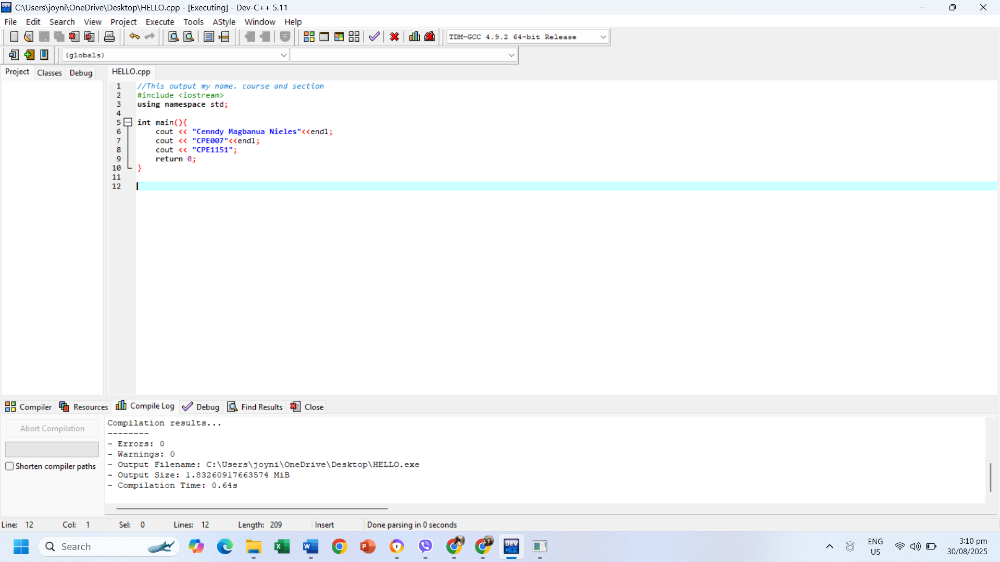 C:\Users\joyni\OneDrive\Desktop\HELLO.cpp - [Executing] - Dev-C++ 5.11
File Edit Search View Project Execute Tools AStyle Window Help
TDM-GCC 4.9.2 64-bit Release
(globals)
Project Classes Debug HELLO.cpp
1 //This output my name. course and section
2 #include <iostream>
3 using namespace std;
4
5 int main(){
6 cout << "Cenndy Magbanua Nieles"<<endl;
7 cout << "CPE007"<<endl;
8 cout << "CPE1151";
9 return 0;
10 }
11
12
Compiler Resources Compile Log Debug Find Results Close
Abort Compilation
Shorten compiler paths
Compilation results...
--------
- Errors: 0
- Warnings: 0
- Output Filename: C:\Users\joyni\OneDrive\Desktop\HELLO.exe
- Output Size: 1.83260917663574 MiB
- Compilation Time: 0.64s
Line: 12 Col: 1 Sel: 0 Lines: 12 Length: 209 Insert Done parsing in 0 seconds
Search
DEV C++
ENG
US
3:10 pm
30/08/2025